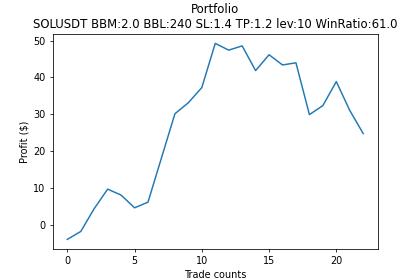 Portfolio
SOLUSDT BBM:2.0 BBL:240 SL:1.4 TP:1.2 lev:10 WinRatio:61.0
50
40
30
20
10
0
Profit ($)
0 5 10 15 20
Trade counts